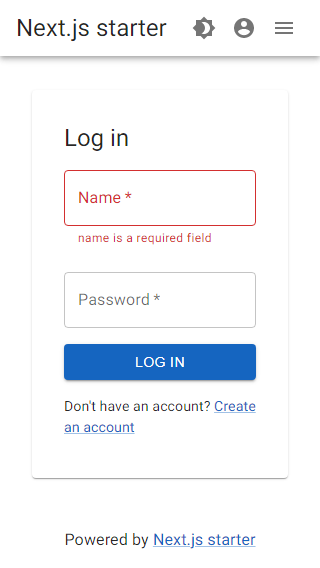 Next.js starter
Log in
Name *
name is a required field
Password *
LOG IN
Don't have an account? Create
an account
Powered by Next.js starter